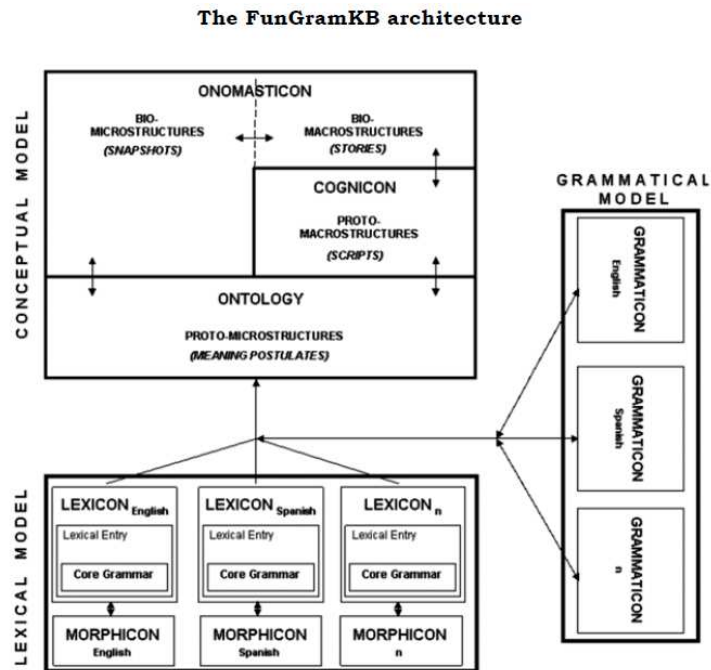 The FunGramKB architecture
CONCEPTUAL MODEL
ONOMASTICON
BIO-
MICROSTRUCTURES
(SNAPSHOTS)
BIO-
MACROSTRUCTURES
(STORIES)
COGNICON
PROTO-
MACROSTRUCTURES
(SCRIPTS)
ONTOLOGY
PROTO-MICROSTRUCTURES
(MEANING POSTULATES)
GRAMMATICAL
MODEL
GRAMMATICON
English
GRAMMATICON
Spanish
GRAMMATICON
n
LEXICAL MODEL
LEXICON English
Lexical Entry
Core Grammar
MORPHICON
English
LEXICON Spanish
Lexical Entry
Core Grammar
MORPHICON
Spanish
LEXICON n
Lexical Entry
Core Grammar
MORPHICON
n